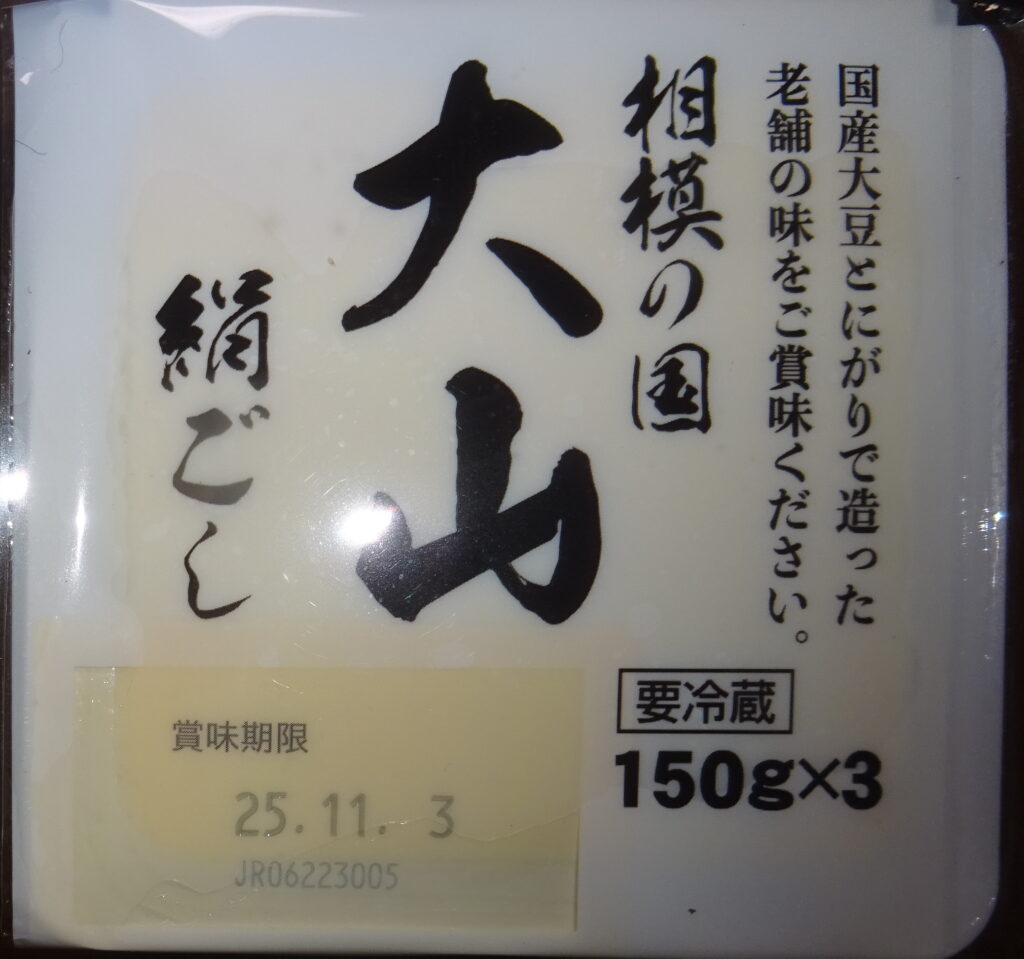 国産大豆とにがりで造った
老舗の味をご賞味ください。
相模の国
大山
絹ごし
要冷蔵
150g×3
賞味期限
25.11. 3
JR06223005